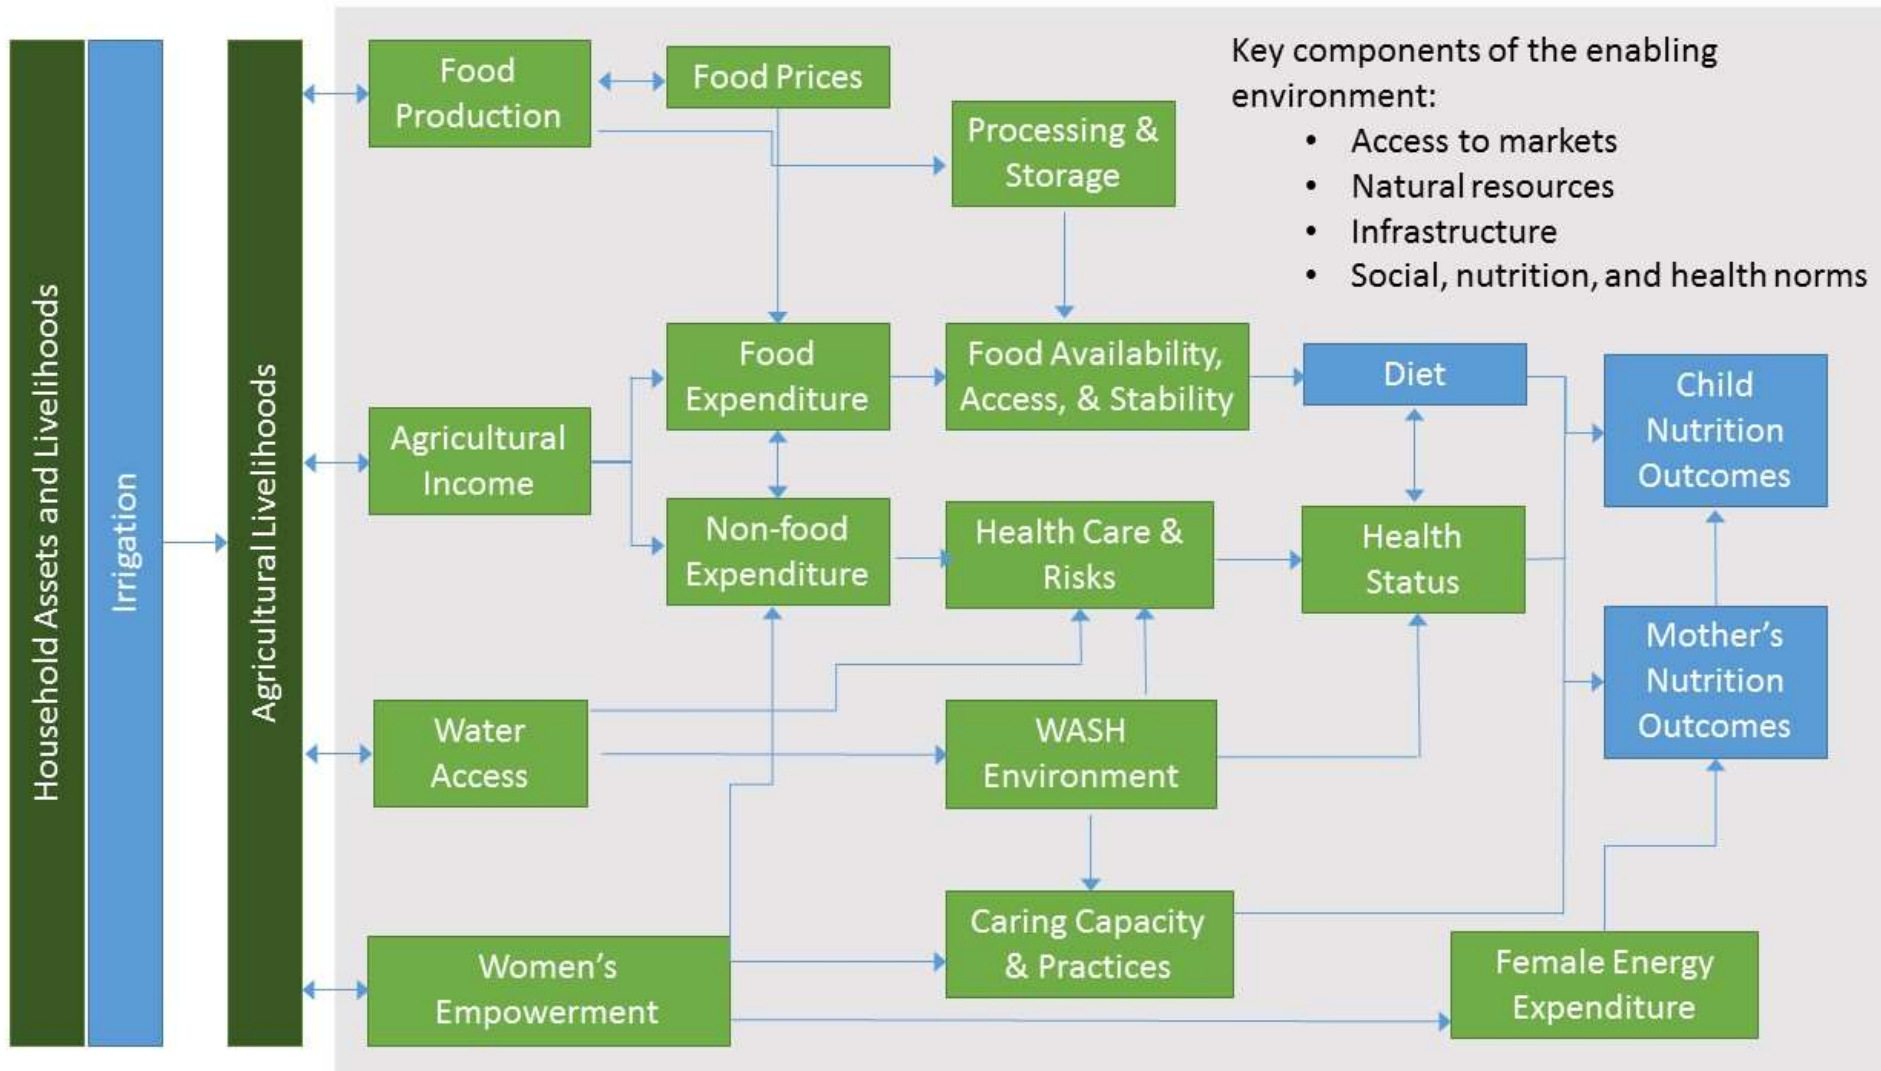 Household Assets and Livelihoods
Irrigation
Agricultural Livelihoods
Food
Production
Food Prices
Processing &
Storage
Key components of the enabling
environment:
• Access to markets
• Natural resources
• Infrastructure
• Social, nutrition, and health norms
Agricultural
Income
Food
Expenditure
Food Availability,
Access, & Stability
Diet
Child
Nutrition
Outcomes
Non-food
Expenditure
Health Care &
Risks
Health
Status
Mother's
Nutrition
Outcomes
Water
Access
WASH
Environment
Women's
Empowerment
Caring Capacity
& Practices
Female Energy
Expenditure